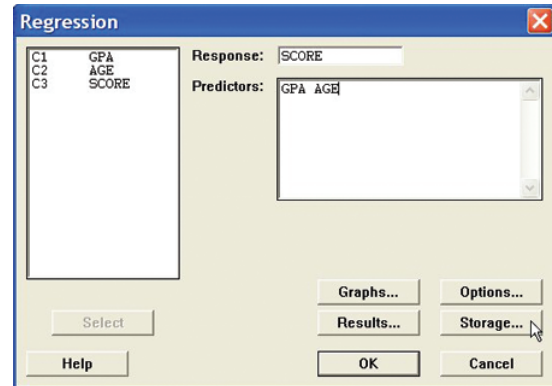 Regression
C1 GPA
C2 AGE
C3 SCORE
Response: SCORE
Predictors: GPA AGE
Graphs... Options...
Select Results... Storage...
Help OK Cancel